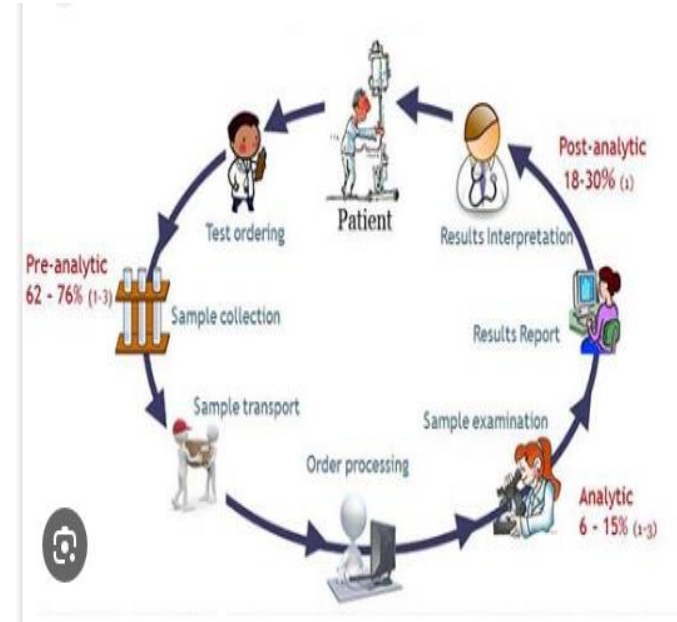 Patient
Test ordering
Pre-analytic
62 - 76% (1-3)
Sample collection
Sample transport
Order processing
Sample examination
Analytic
6 - 15% (1-3)
Results Report
Results Interpretation
Post-analytic
18-30% (1)